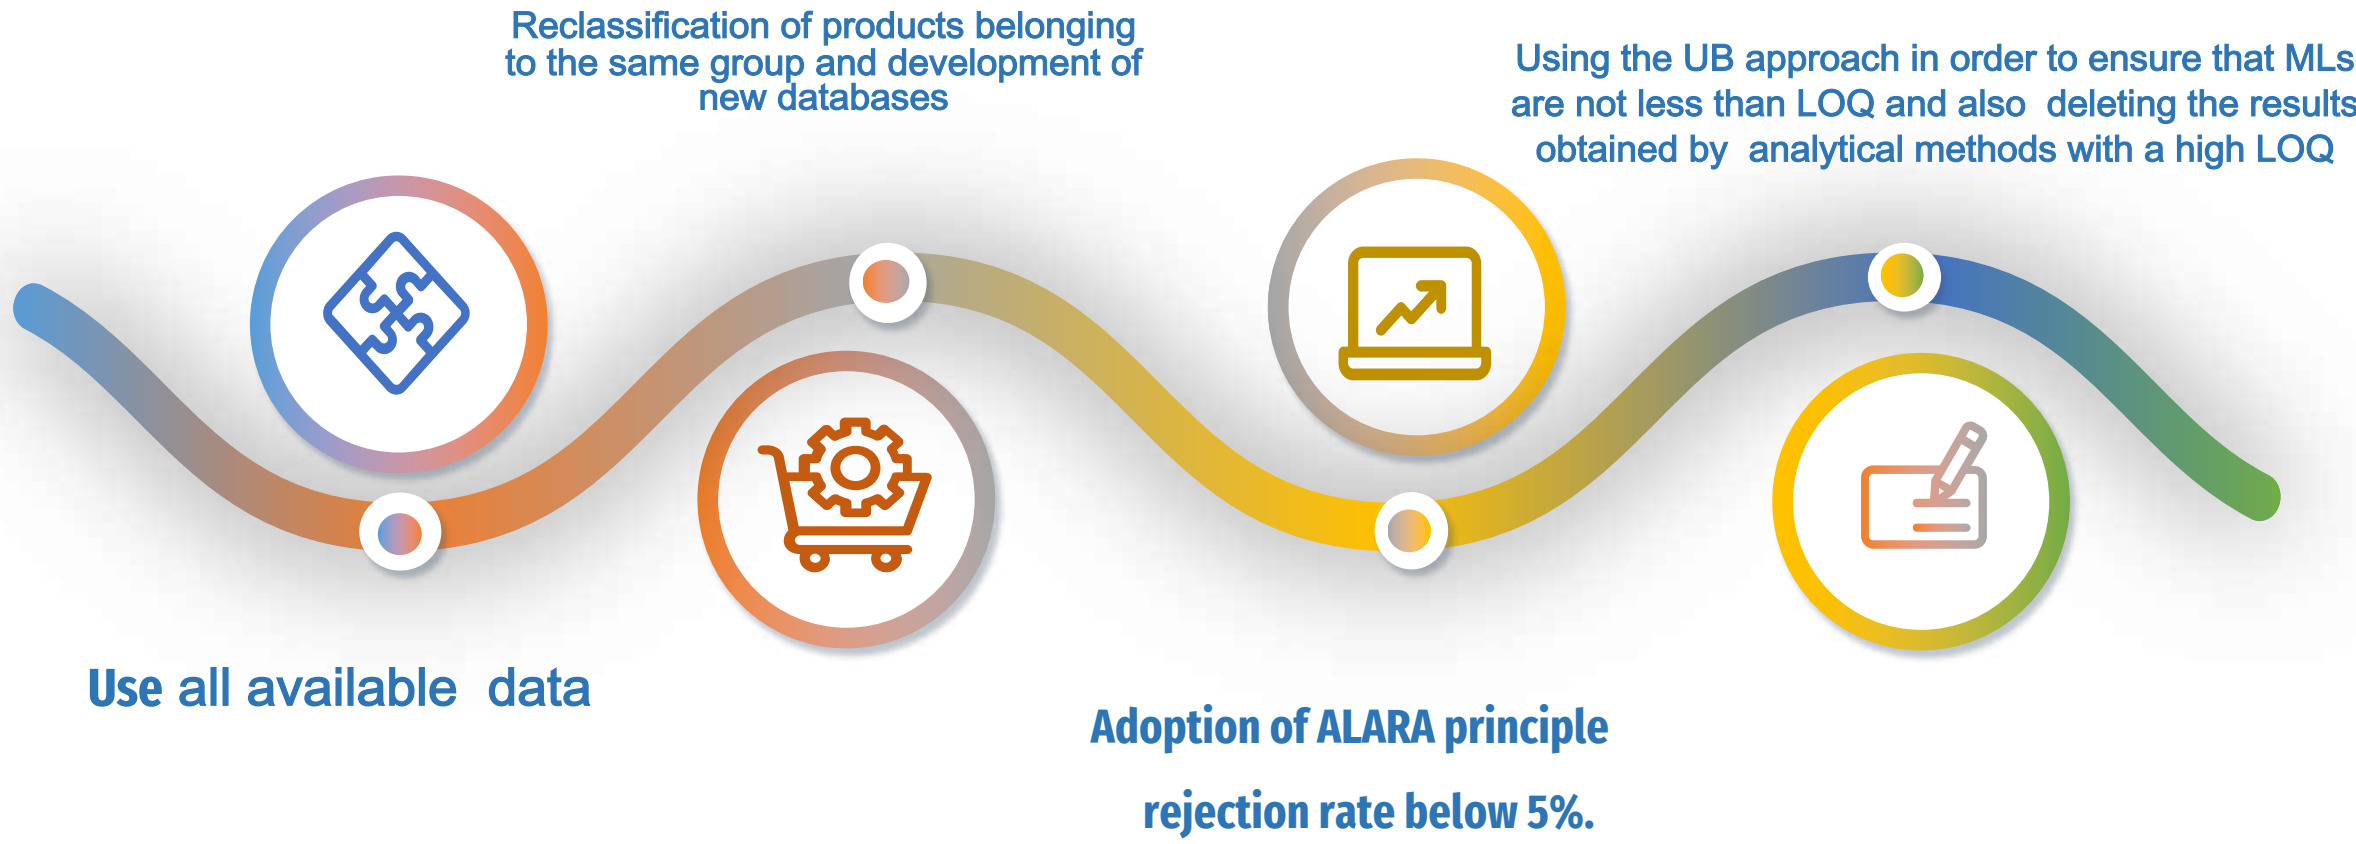 Reclassification of products belonging
to the same group and development of
new databases
Using the UB approach in order to ensure that MLs
are not less than LOQ and also deleting the results
obtained by analytical methods with a high LOQ
Use all available data
Adoption of ALARA principle
rejection rate below 5%.